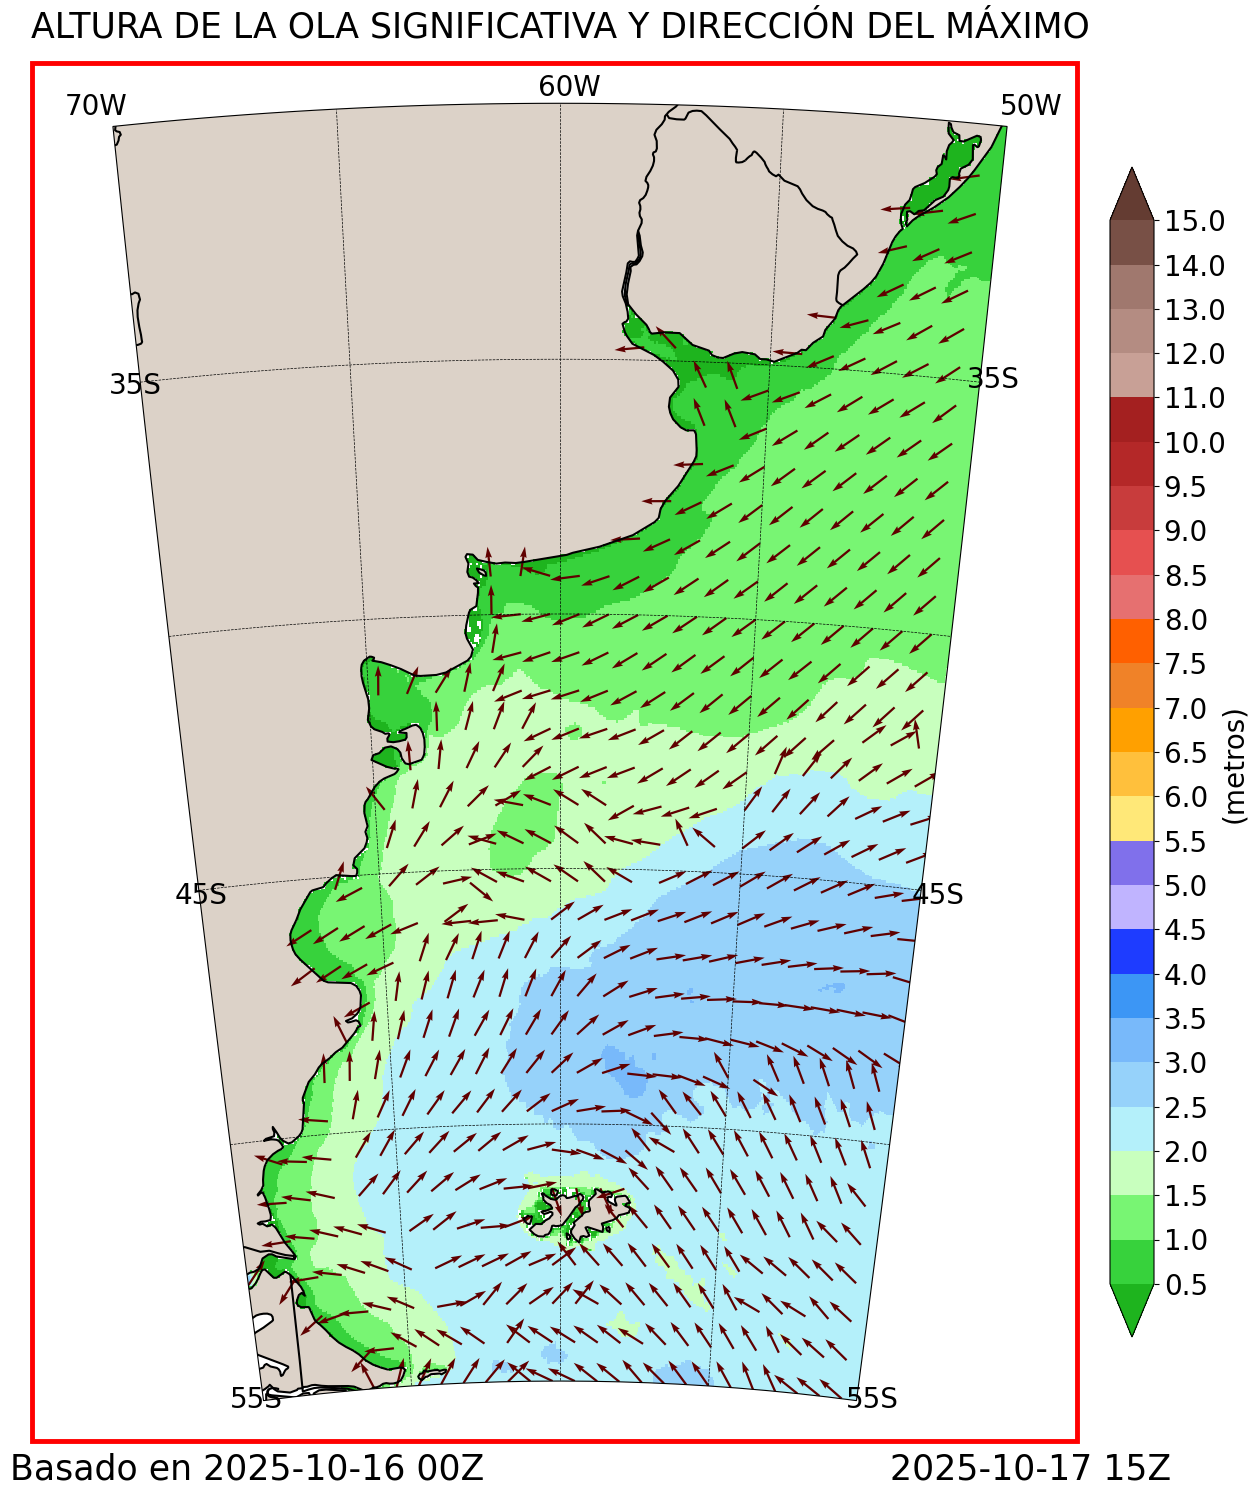 ALTURA DE LA OLA SIGNIFICATIVA Y DIRECCIÓN DEL MÁXIMO
70W
60W
50W
35S
35S
45S
45S
55S
55S
15.0
14.0
13.0
12.0
11.0
10.0
9.5
9.0
8.5
8.0
7.5
7.0
6.5
6.0
5.5
5.0
4.5
4.0
3.5
3.0
2.5
2.0
1.5
1.0
0.5
(metros)
Basado en 2025-10-16 00Z
2025-10-17 15Z